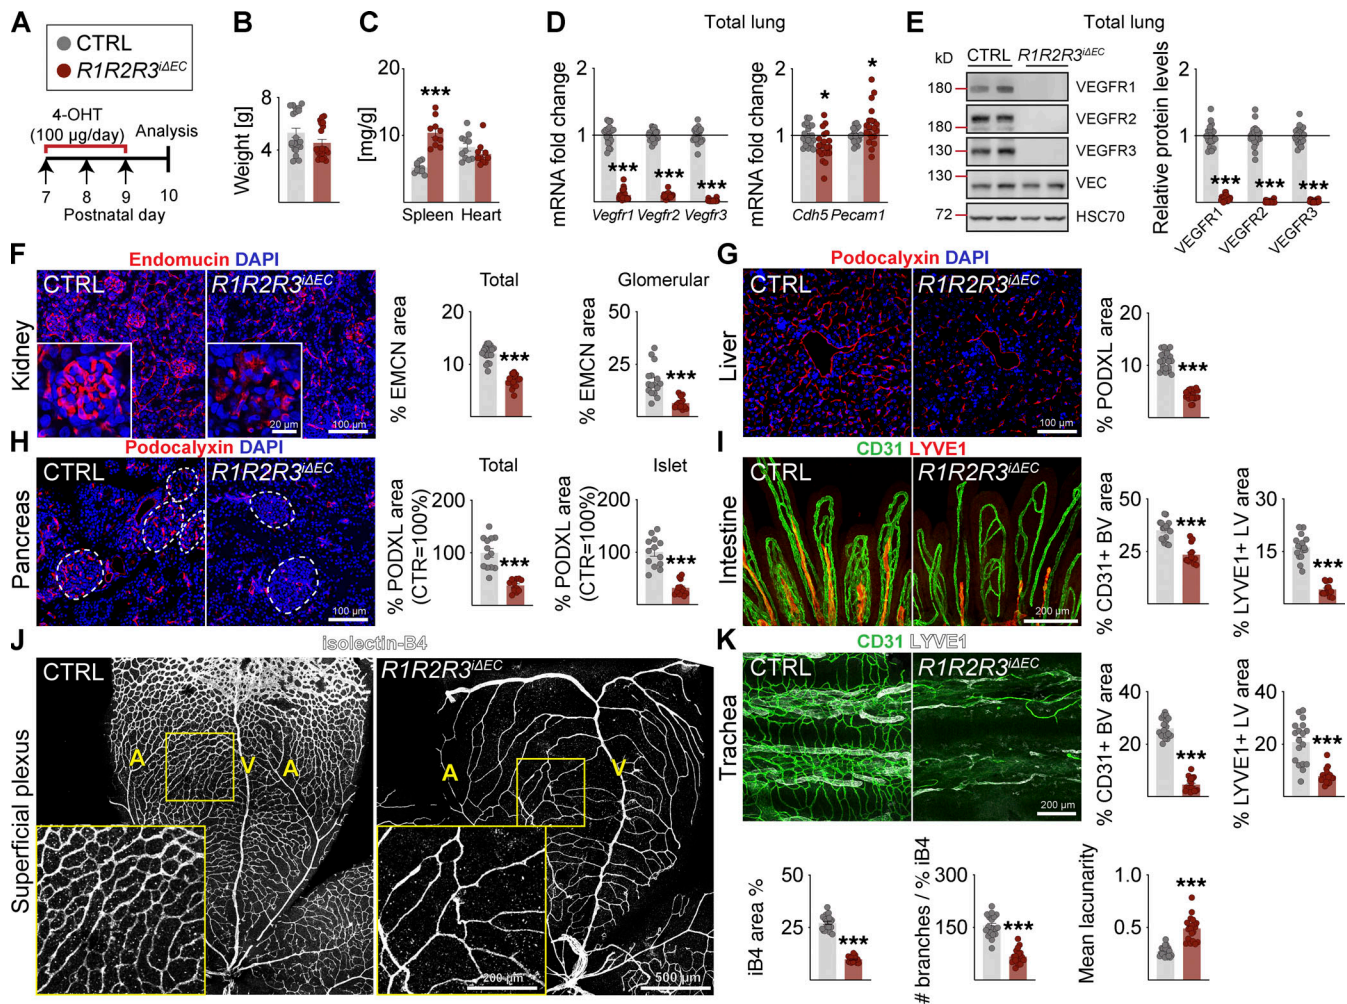 A
CTRL
R1R2R3iΔEC
4-OHT
(100 µg/day)
Analysis
7 8 9 10
Postnatal day
B
Weight [g]
8
4
C
[mg/g]
20
10
***
Spleen Heart
D
Total lung
mRNA fold change
2
1
*** *** ***
Vegfr1 Vegfr2 Vegfr3
mRNA fold change
2
1
* *
Cdh5 Pecam1
E
Total lung
kD CTRL R1R2R3iΔEC
180 VEGFR1
180 VEGFR2
130 VEGFR3
130 VEC
72 HSC70
Relative protein levels
2
1
*** *** ***
VEGFR1 VEGFR2 VEGFR3
F
Endomucin DAPI
Kidney
CTRL R1R2R3iΔEC
20 µm 100 µm
Total
% EMCN area
20
10
***
Glomerular
% EMCN area
50
25
***
G
Podocalyxin DAPI
Liver
CTRL R1R2R3iΔEC
100 µm
% PODXL area
20
10
***
H
Podocalyxin DAPI
Pancreas
CTRL R1R2R3iΔEC
100 µm
Total
% PODXL area
(CTR=100%)
200
100
***
Islet
% PODXL area
(CTR=100%)
200
100
***
I
CD31 LYVE1
Intestine
CTRL R1R2R3iΔEC
200 µm
% CD31+ BV area
50
25
***
% LYVE1+ LV area
30
15
***
J
isolectin-B4
Superficial plexus
CTRL R1R2R3iΔEC
A V A
A V
200 µm 500 µm
K
CD31 LYVE1
Trachea
CTRL R1R2R3iΔEC
200 µm
% CD31+ BV area
40
20
***
% LYVE1+ LV area
40
20
***
iB4 area %
50
25
***
# branches / % iB4
300
150
***
Mean lacunarity
1.0
0.5
***